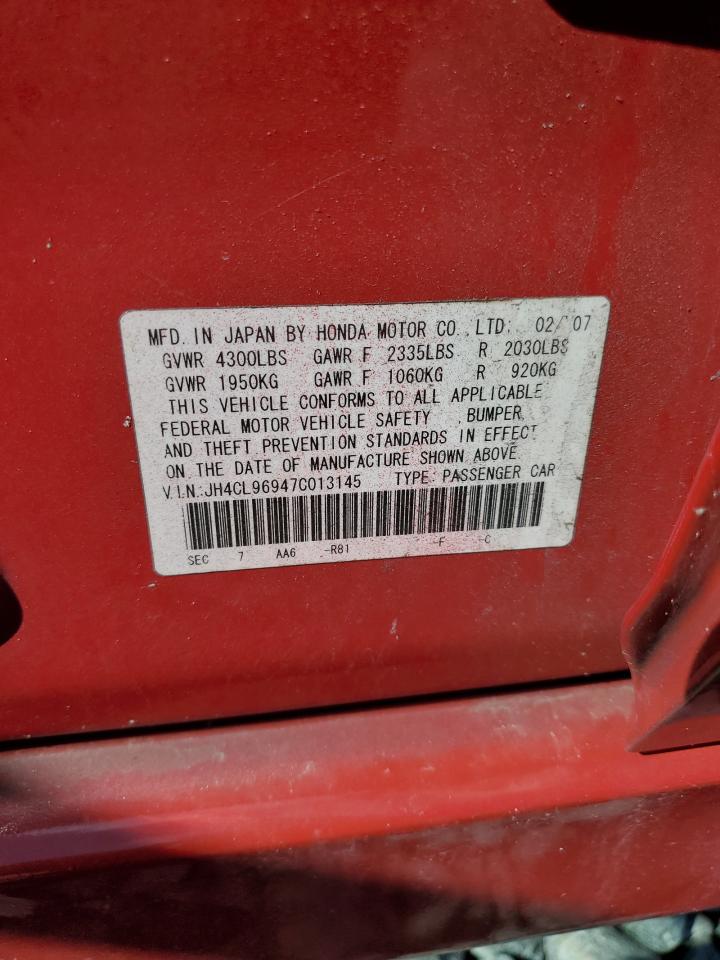 MFD. IN JAPAN BY HONDA MOTOR CO., LTD. 02/'07
GVWR 4300LBS GAWR F 2335LBS R 2030LBS
GVWR 1950KG GAWR F 1060KG R 920KG
THIS VEHICLE CONFORMS TO ALL APPLICABLE
FEDERAL MOTOR VEHICLE SAFETY ,BUMPER,
AND THEFT PREVENTION STANDARDS IN EFFECT
ON THE DATE OF MANUFACTURE SHOWN ABOVE.
V.I.N.:JH4CL96947C013145 TYPE: PASSENGER CAR
SEC 7 AA6 -R81 -F -C